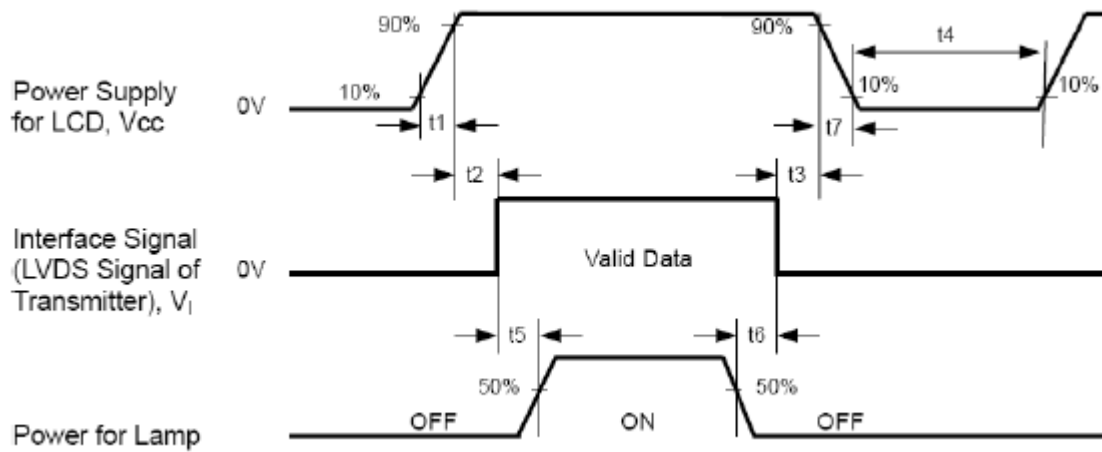 90%
90%
t4
Power Supply
for LCD, Vcc
0V
10%
10%
10%
t1
t7
t2
t3
Interface Signal
(LVDS Signal of
Transmitter), VI
0V
Valid Data
t5
t6
50%
50%
Power for Lamp
OFF
ON
OFF